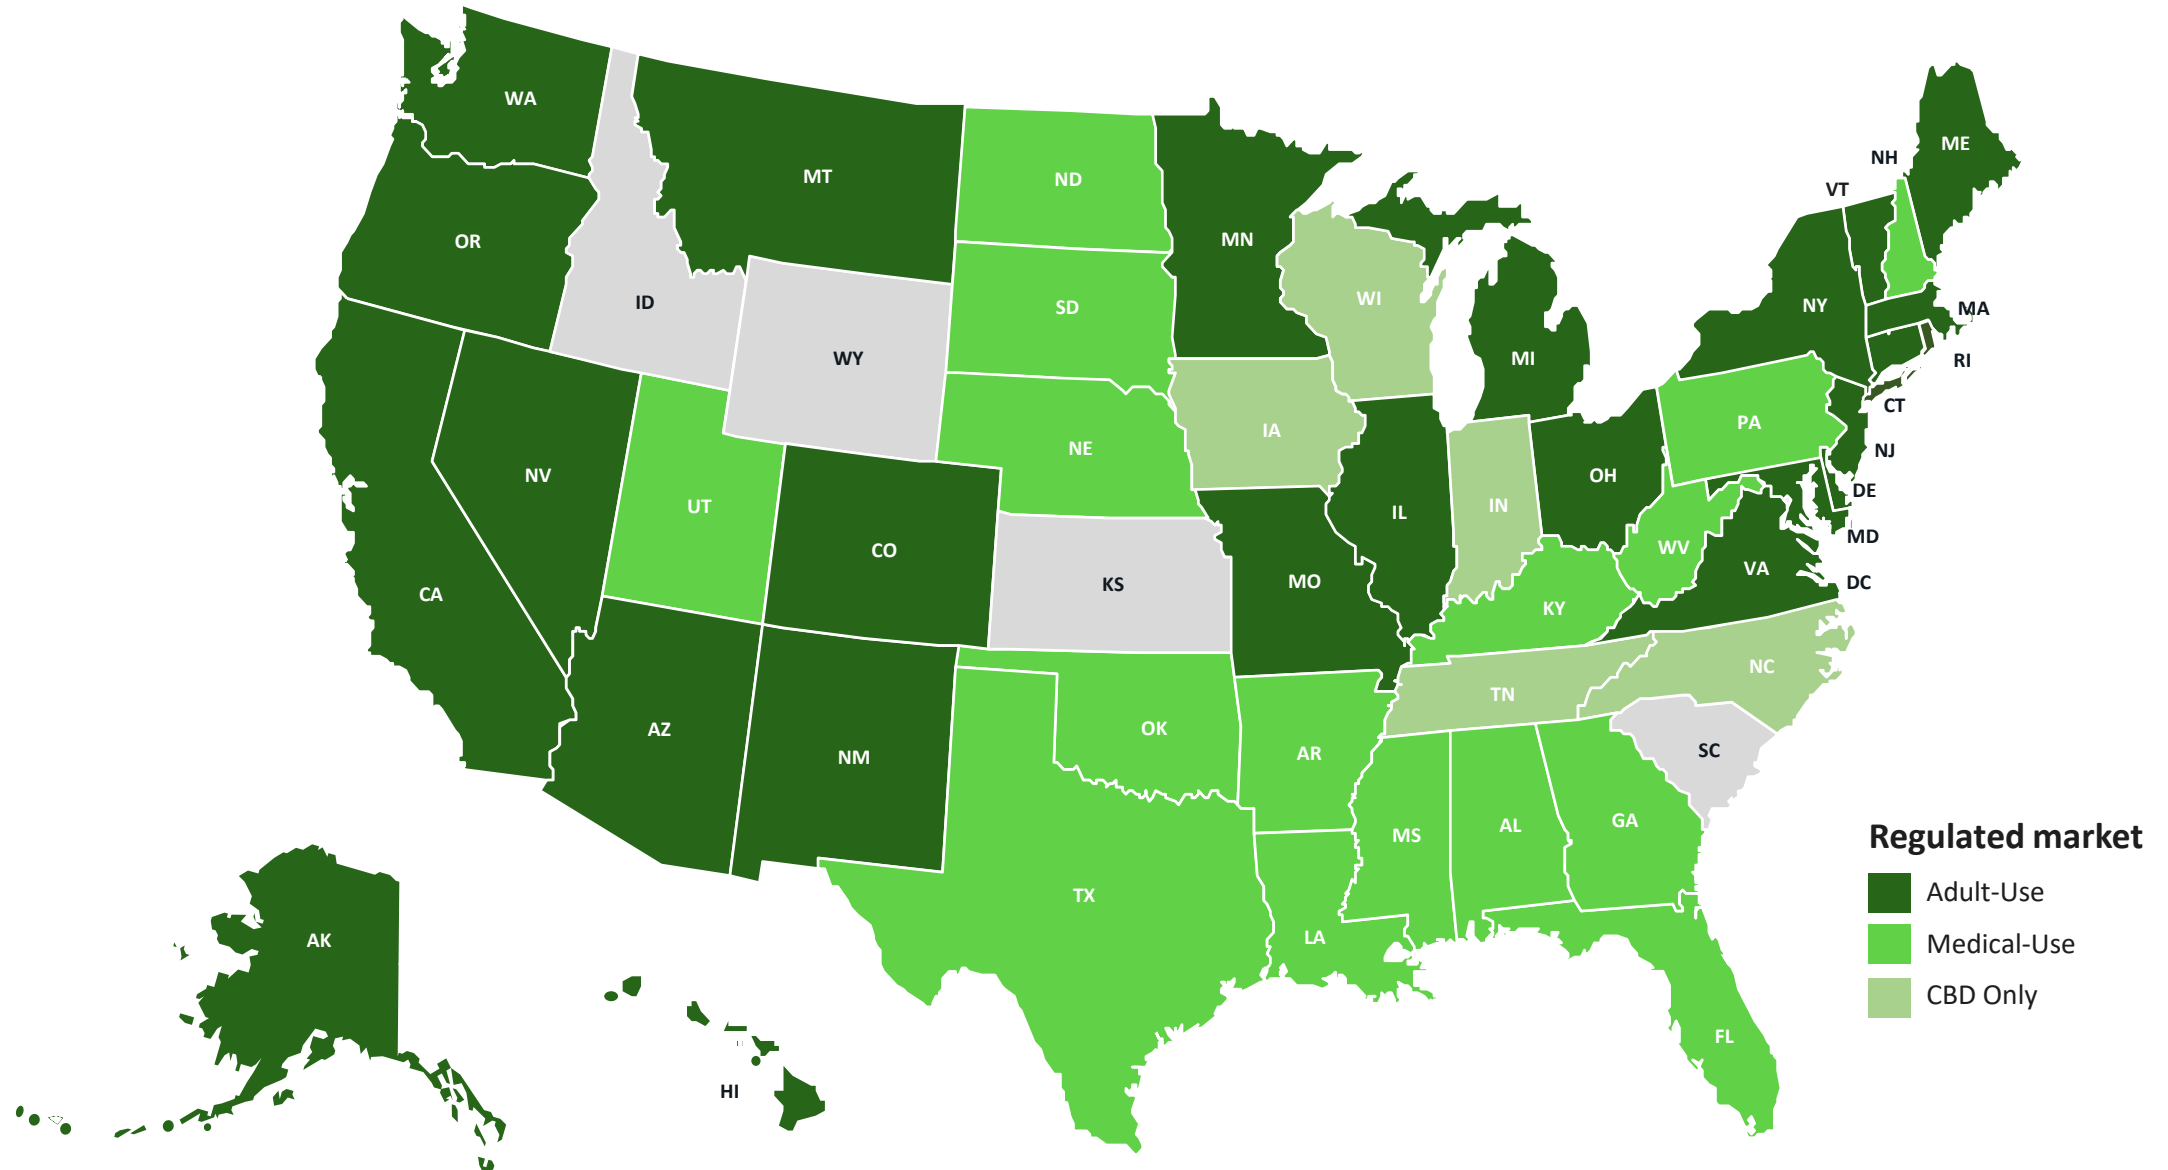 WA
MT
ND
MN
ME
NH
VT
OR
ID
SD
WI
NY
MA
WY
MI
RI
CT
NE
IA
PA
NJ
NV
UT
OH
DE
IL
IN
CO
KS
MO
WV
VA
MD
DC
CA
KY
NC
TN
AZ
NM
OK
AR
SC
MS
AL
GA
TX
LA
FL
AK
HI
Regulated market
Adult-Use
Medical-Use
CBD Only